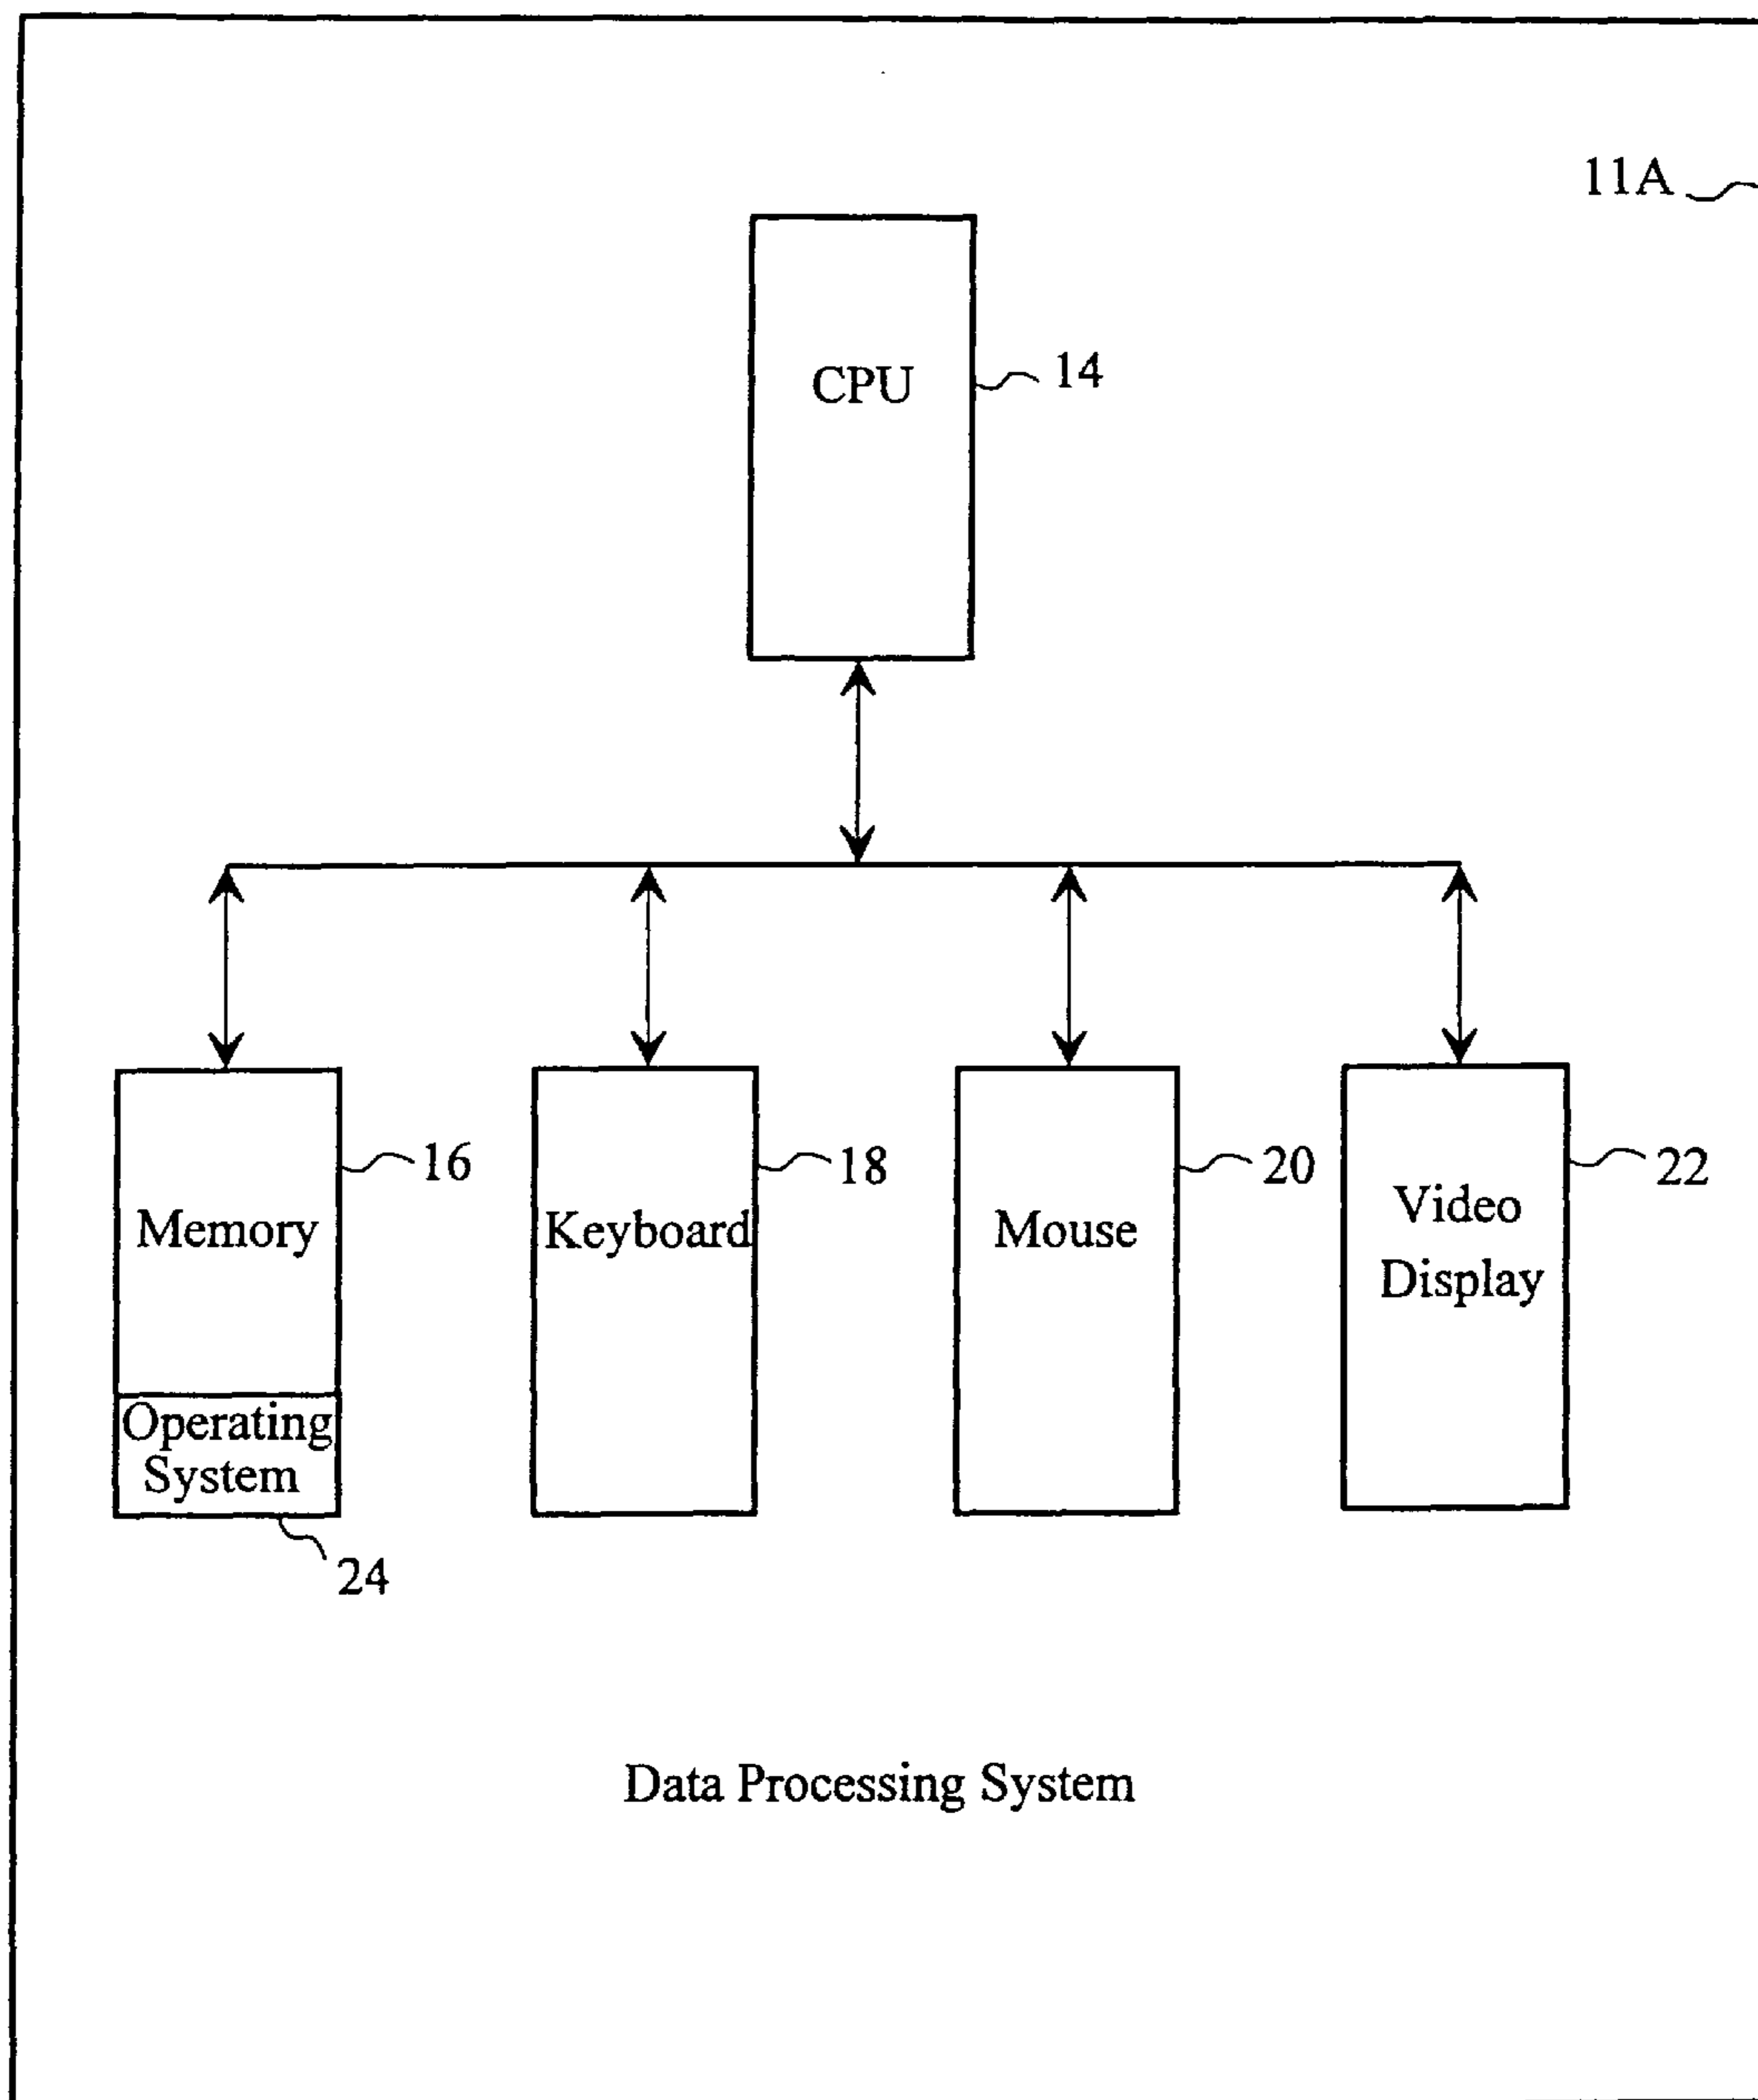 11A
CPU
14
16
18
20
22
Memory
Keyboard
Mouse
Video
Display
Operating
System
24
Data Processing System